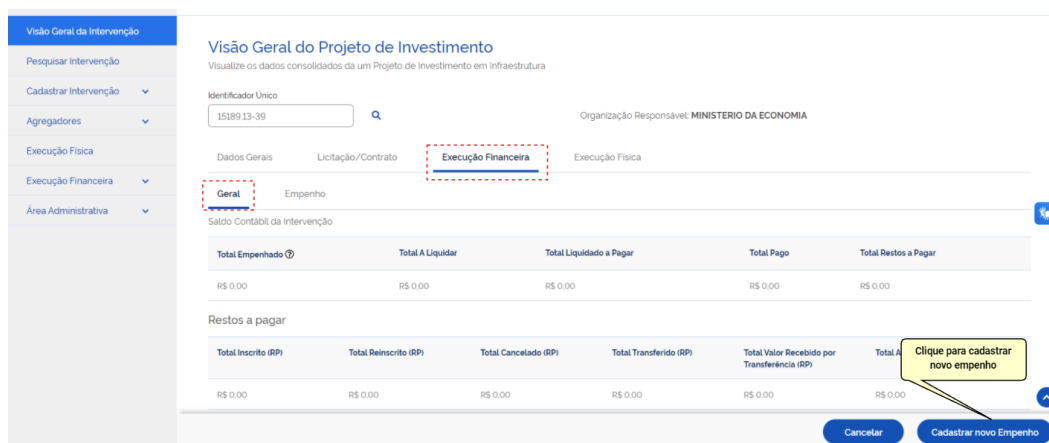 Visão Geral da Intervenção
Pesquisar Intervenção
Cadastrar Intervenção
Agregadores
Execução Física
Execução Financeira
Área Administrativa
Visão Geral do Projeto de Investimento
Visualize os dados consolidados da um Projeto de Investimento em Infraestrutura
Identificador Único
15189.13-39
Organização Responsável: MINISTERIO DA ECONOMIA
Dados Gerais Licitação/Contrato Execução Financeira Execução Física
Geral Empenho
Saldo Contábil da Intervenção
Total Empenhado Total A Liquidar Total Liquidado a Pagar Total Pago Total Restos a Pagar
R$ 0,00 R$ 0,00 R$ 0,00 R$ 0,00 R$ 0,00
Restos a pagar
Total Inscrito (RP) Total Reinscrito (RP) Total Cancelado (RP) Total Transferido (RP) Total Valor Recebido por Transferência (RP) Total A
R$ 0,00 R$ 0,00 R$ 0,00 R$ 0,00 R$ 0,00 R$ 0,00
Clique para cadastrar
novo empenho
Cancelar Cadastrar novo Empenho